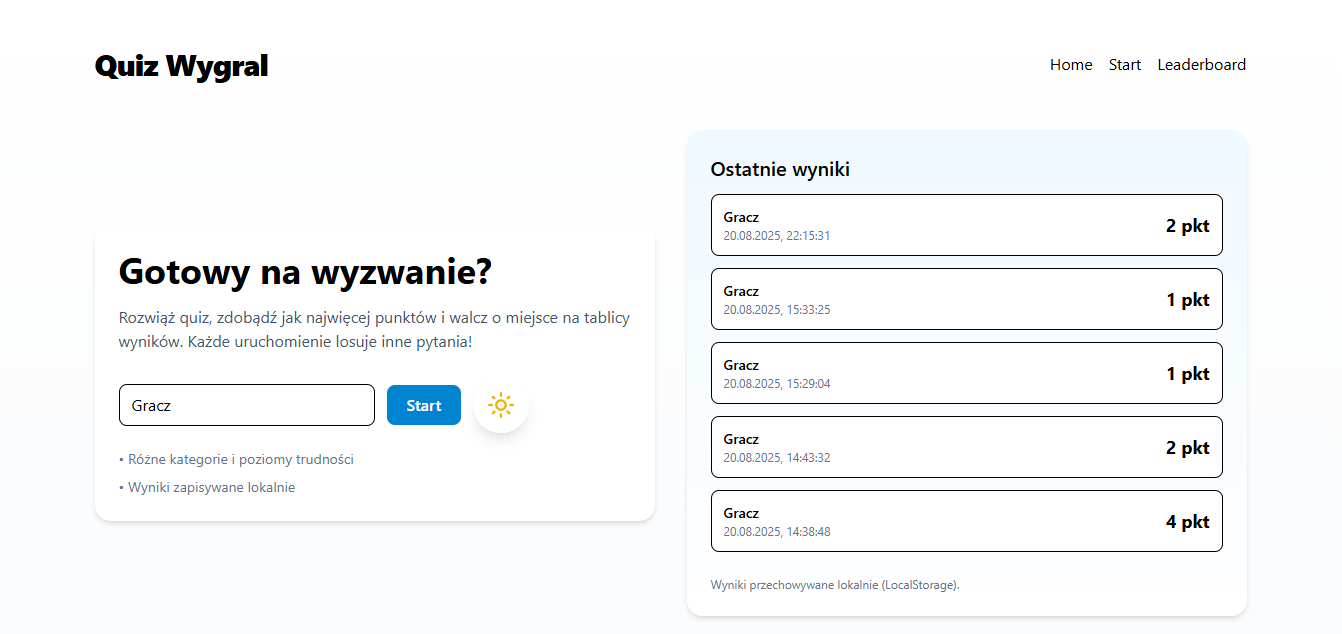 Quiz Wygral
Home Start Leaderboard
Gotowy na wyzwanie?
Rozwiąż quiz, zdobądź jak najwięcej punktów i walcz o miejsce na tablicy
wyników. Każde uruchomienie losuje inne pytania!
Gracz
Start
• Różne kategorie i poziomy trudności
• Wyniki zapisywane lokalnie
Ostatnie wyniki
Gracz
20.08.2025, 22:15:31
2 pkt
Gracz
20.08.2025, 15:33:25
1 pkt
Gracz
20.08.2025, 15:29:04
1 pkt
Gracz
20.08.2025, 14:43:32
2 pkt
Gracz
20.08.2025, 14:38:48
4 pkt
Wyniki przechowywane lokalnie (LocalStorage).